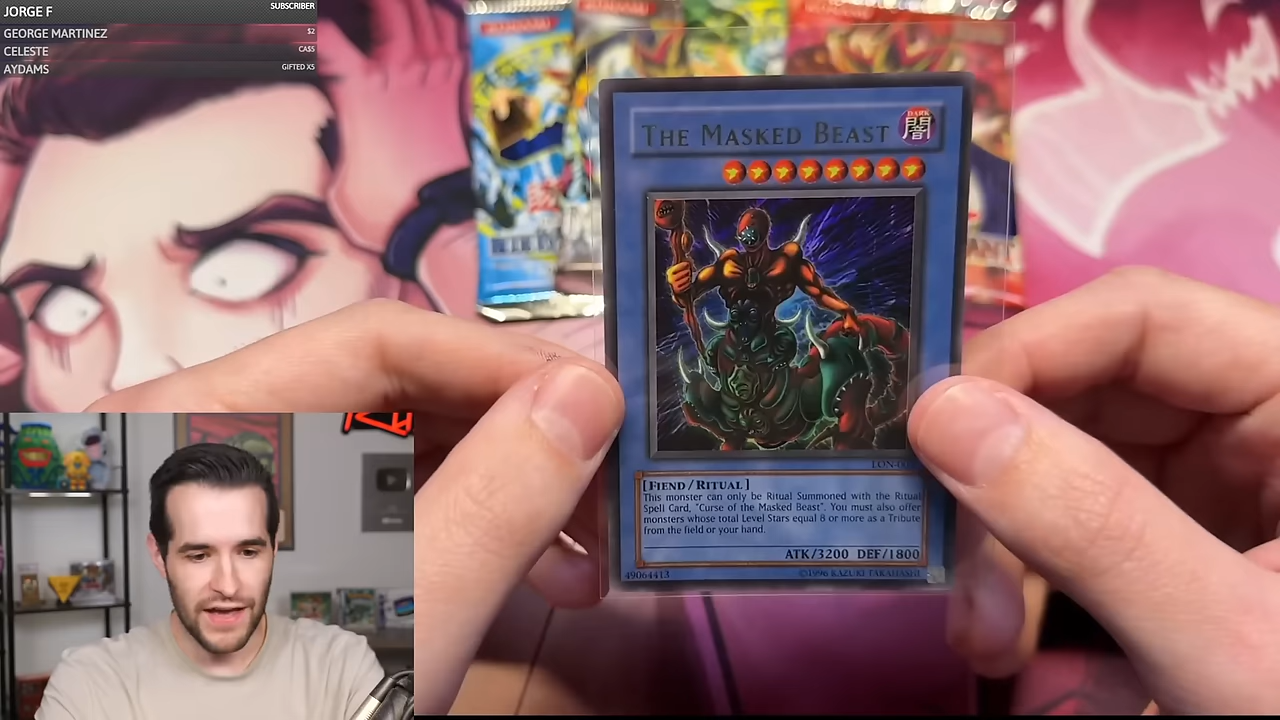 JORGE F
SUBSCRIBER
GEORGE MARTINEZ
$2
CELESTE
CA$5
AYDAMS
GIFTED X5
THE MASKED BEAST
DARK
闇
[FIEND/RITUAL]
This monster can only be Ritual Summoned with the Ritual
Spell Card, "Curse of the Masked Beast". You must also offer
monsters whose total Level Stars equal 8 or more as a Tribute
from the field or your hand.
ATK/3200 DEF/1800
49064413
©1996 KAZUKI TAKAHASHI